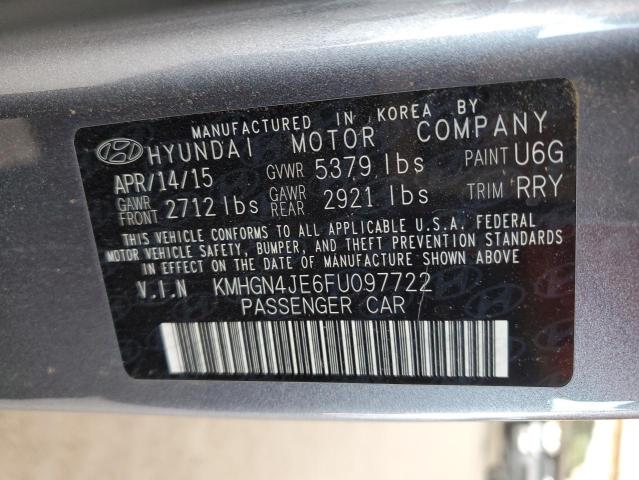 MANUFACTURED IN KOREA BY
HYUNDAI MOTOR COMPANY
APR/14/15 GVWR 5379 lbs PAINT U6G
GAWR FRONT 2712 lbs GAWR REAR 2921 lbs TRIM RRY
THIS VEHICLE CONFORMS TO ALL APPLICABLE U.S.A. FEDERAL
MOTOR VEHICLE SAFETY, BUMPER, AND THEFT PREVENTION STANDARDS
IN EFFECT ON THE DATE OF MANUFACTURE SHOWN ABOVE.
V.I.N KMHGN4JE6FU097722
PASSENGER CAR